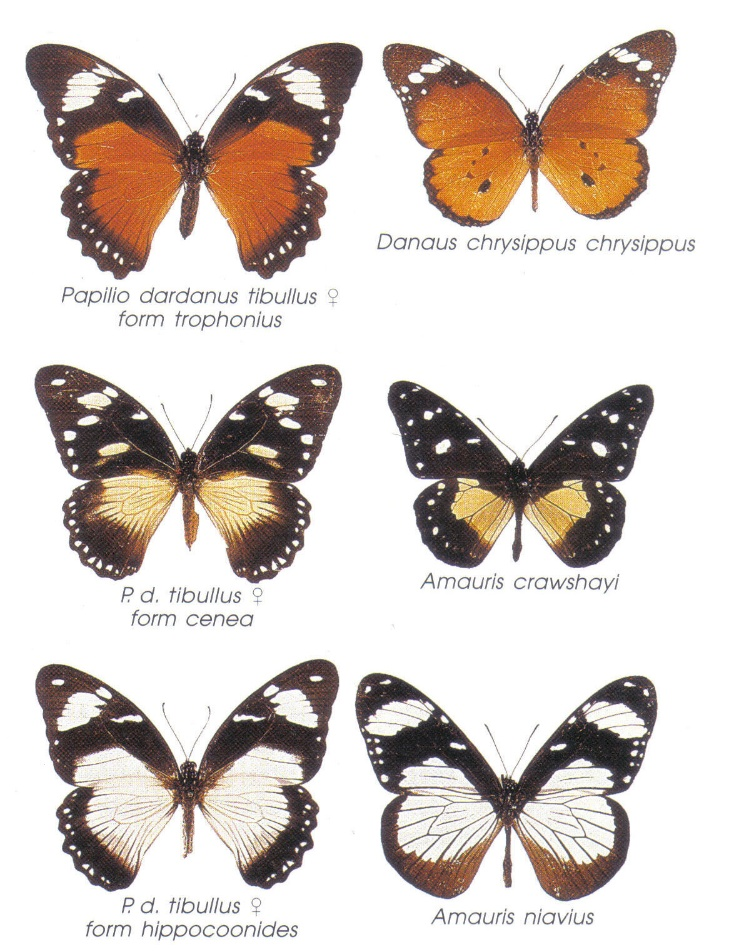 Papilio dardanus tibullus ♀
form trophonius
Danaus chrysippus chrysippus
P. d. tibullus ♀
form cenea
Amauris crawshayi
P. d. tibullus ♀
form hippocoonides
Amauris niavius